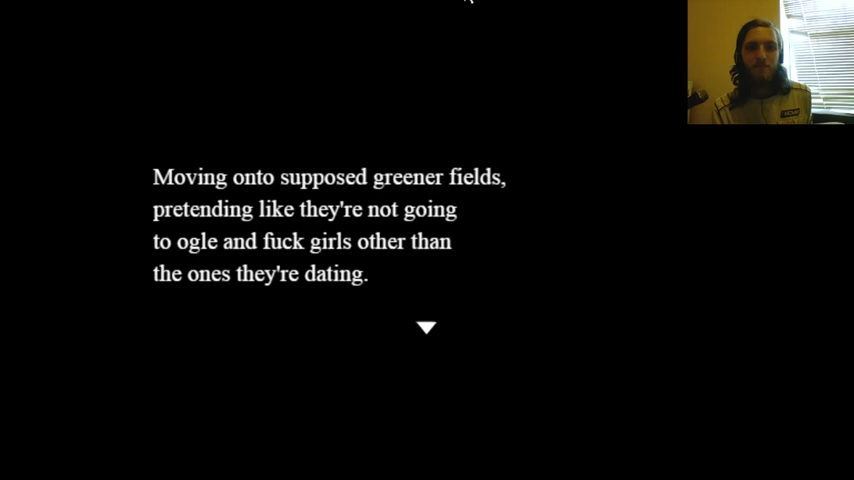 Moving onto supposed greener fields,
pretending like they're not going
to ogle and fuck girls other than
the ones they're dating.